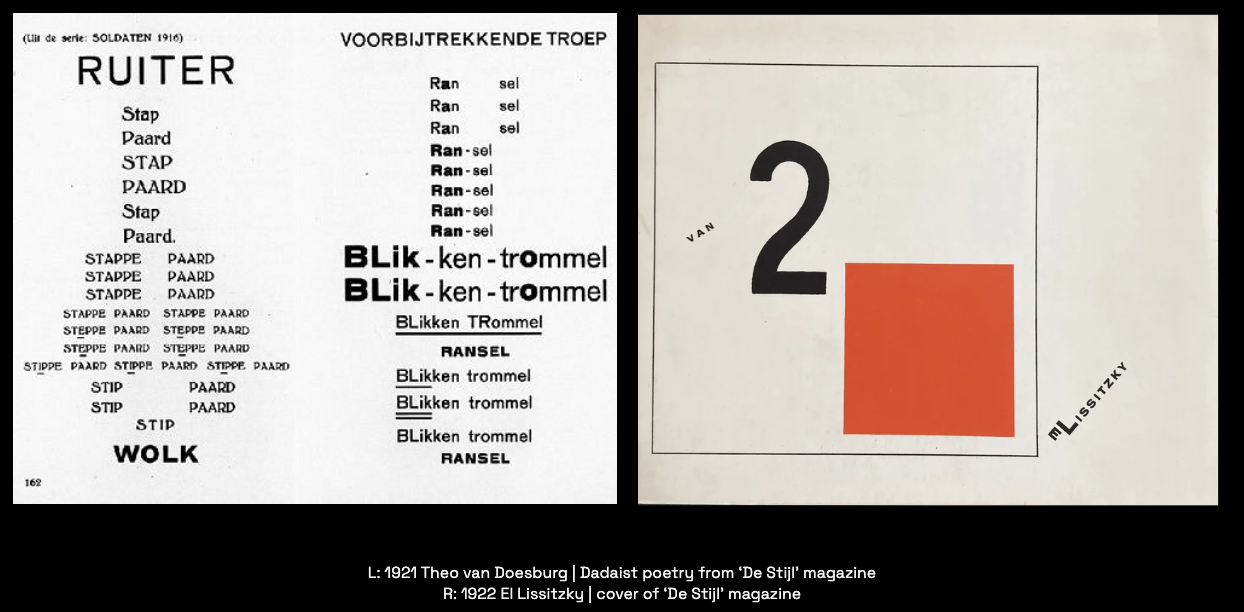 (Uit de serie: SOLDATEN 1916)
RUITER
Stap
Paard
STAP
PAARD
Stap
Paard.
STAPPE PAARD
STAPPE PAARD
STAPPE PAARD
STAPPE PAARD STAPPE PAARD
STEPPE PAARD STEPPE PAARD
STEPPE PAARD STEPPE PAARD
STIPPE PAARD STIPPE PAARD STIPPE PAARD
STIP PAARD
STIP PAARD
STIP
WOLK
162
VOORBIJTREKKENDE TROEP
Ran sel
Ran sel
Ran sel
Ran-sel
Ran-sel
Ran-sel
Ran-sel
Ran-sel
BLik-ken-trommel
BLik-ken-trommel
BLikken TRommel
RANSEL
BLikken trommel
BLikken trommel
BLikken trommel
RANSEL
VAN
2
EL LISSITZKY
L: 1921 Theo van Doesburg | Dadaist poetry from ‘De Stijl’ magazine
R: 1922 El Lissitzky | cover of ‘De Stijl’ magazine